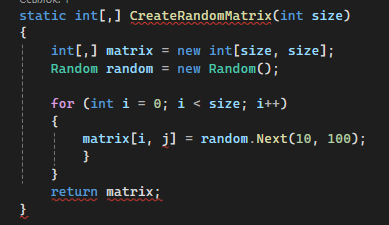 Ссылок: 1
static int[,] CreateRandomMatrix(int size)
{
int[,] matrix = new int[size, size];
Random random = new Random();
for (int i = 0; i < size; i++)
{
matrix[i, j] = random.Next(10, 100);
}
}
return matrix;
}